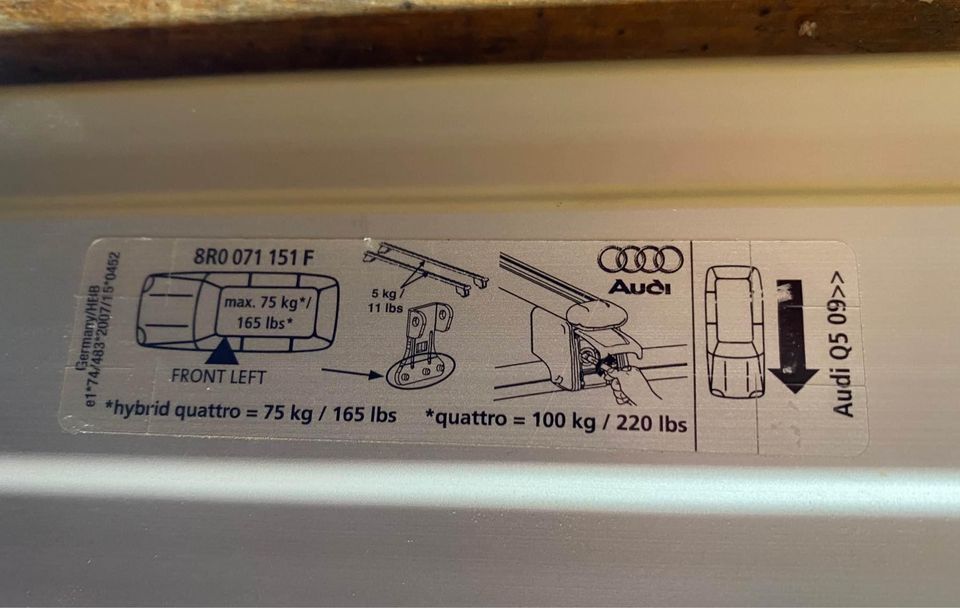 Germany/HEIB
e1*74/483*2007/15*0452
8R0 071 151 F
max. 75 kg*/
165 lbs*
FRONT LEFT
5 kg /
11 lbs
Audi
*hybrid quattro = 75 kg / 165 lbs *quattro = 100 kg / 220 lbs
Audi Q5 09>>